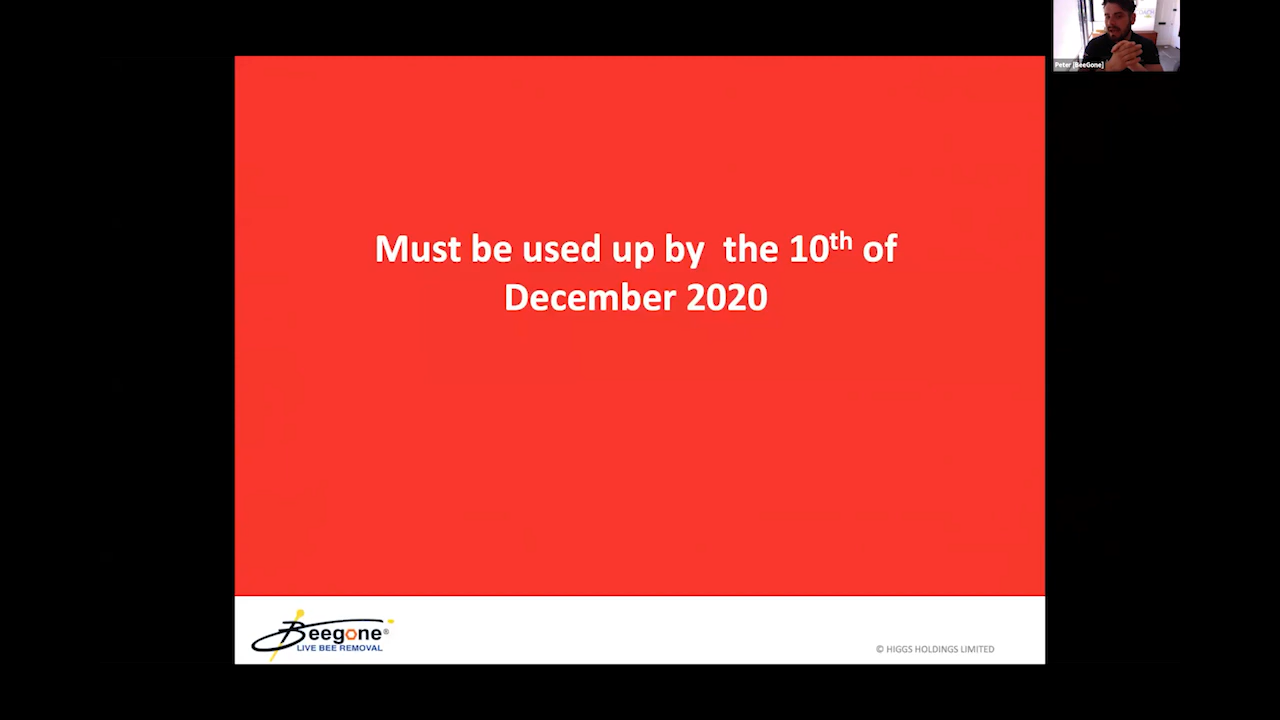 Peter [BeeGone]
Must be used up by  the 10th of
December 2020
Beegone®
LIVE BEE REMOVAL
© HIGGS HOLDINGS LIMITED